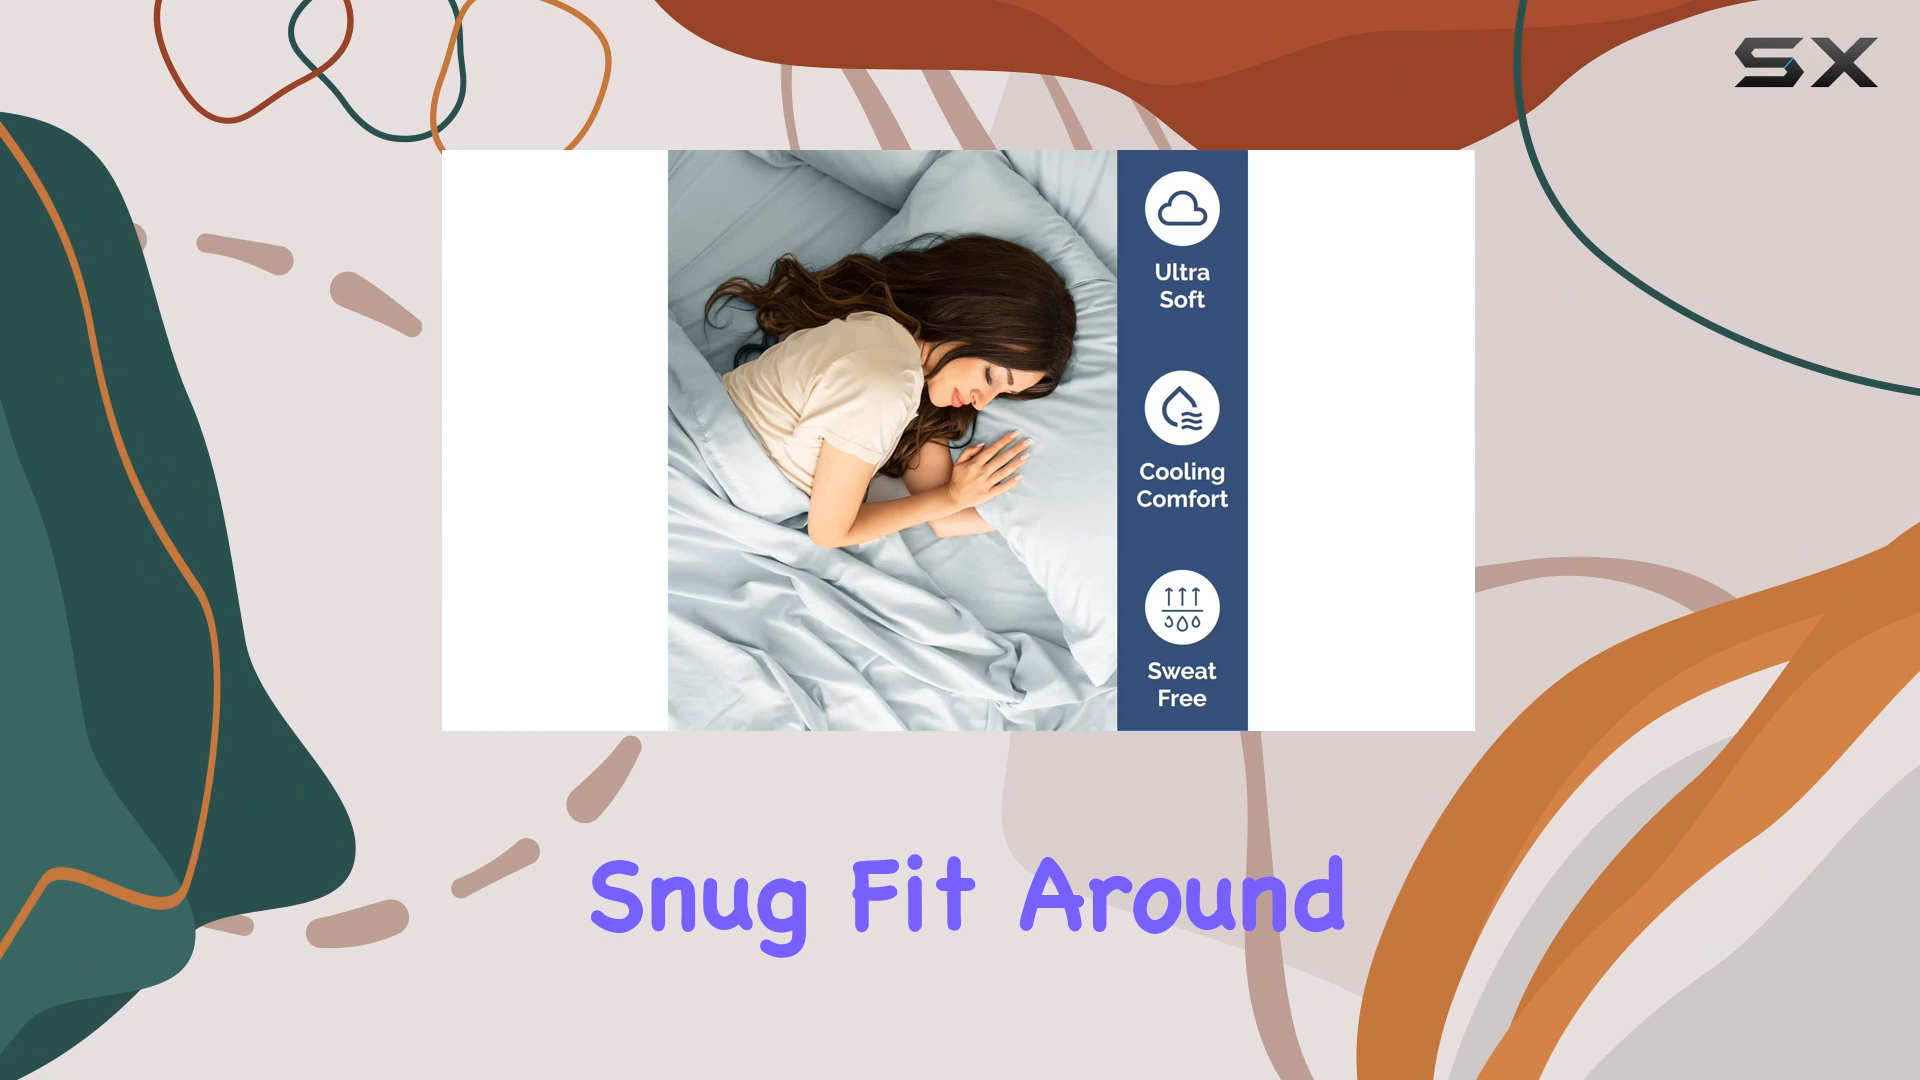 SX
Ultra
Soft
Cooling
Comfort
Sweat
Free
Snug Fit Around